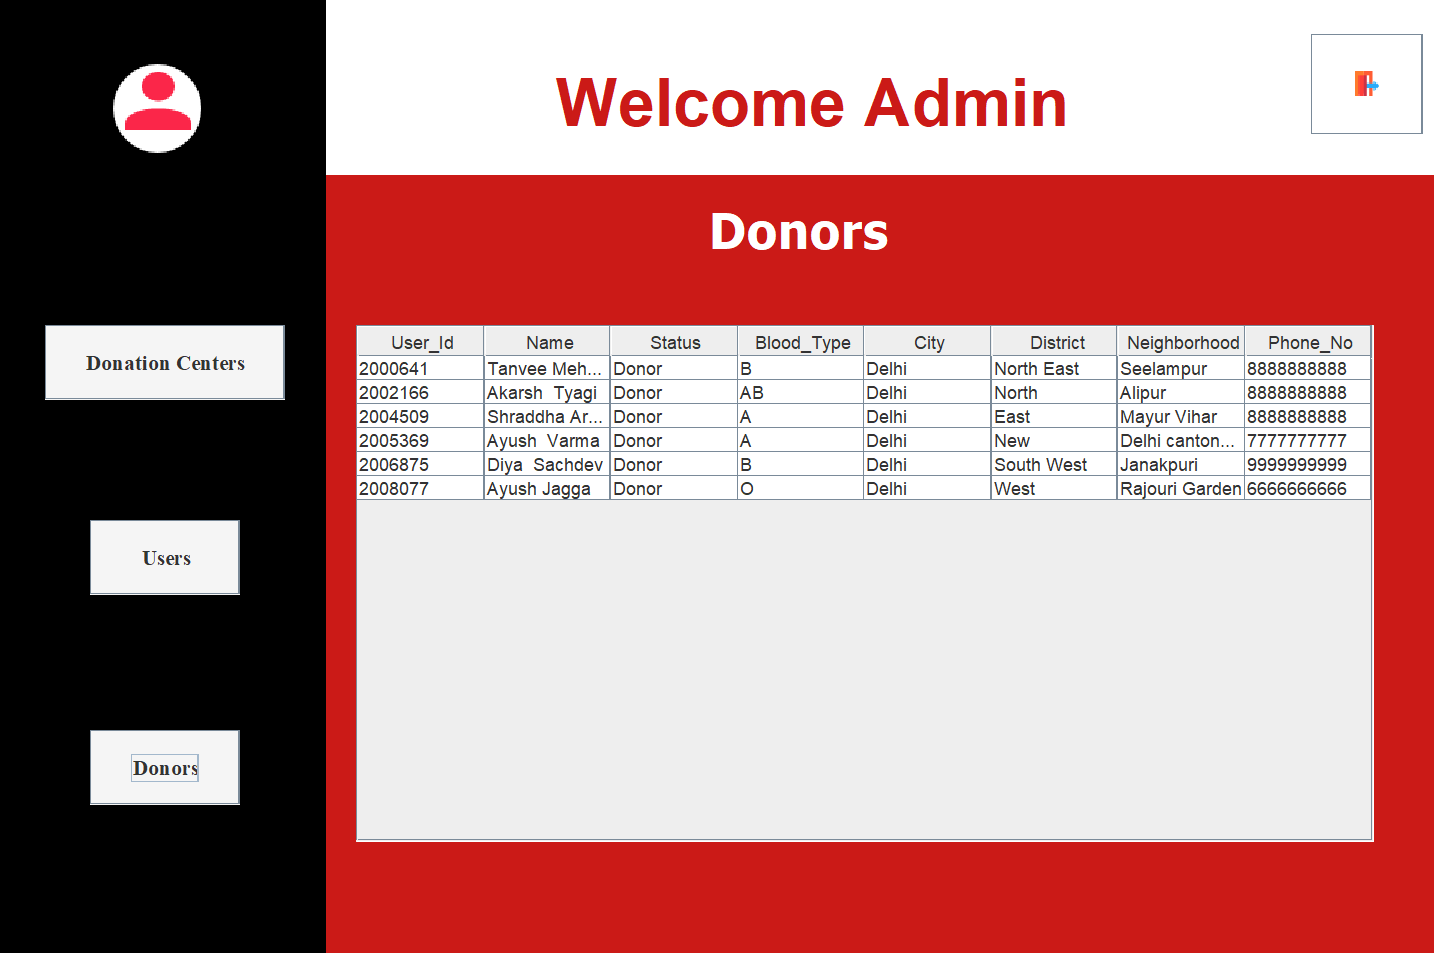 Welcome Admin
Donors
Donation Centers
Users
Donors
User_Id Name Status Blood_Type City District Neighborhood Phone_No
2000641 Tanvee Meh... Donor B Delhi North East Seelampur 8888888888
2002166 Akarsh  Tyagi Donor AB Delhi North Alipur 8888888888
2004509 Shraddha Ar... Donor A Delhi East Mayur Vihar 8888888888
2005369 Ayush  Varma Donor A Delhi New Delhi canton... 7777777777
2006875 Diya  Sachdev Donor B Delhi South West Janakpuri 9999999999
2008077 Ayush Jagga Donor O Delhi West Rajouri Garden 6666666666